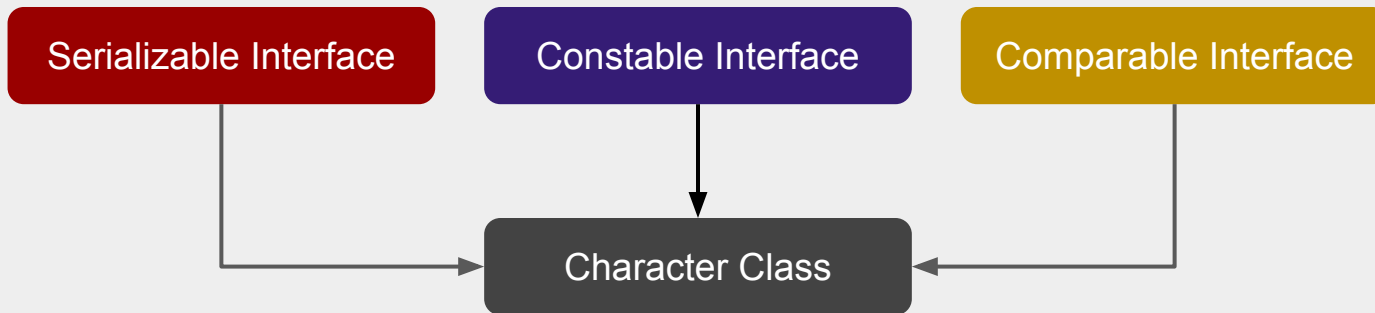 Serializable Interface
Constable Interface
Comparable Interface
Character Class